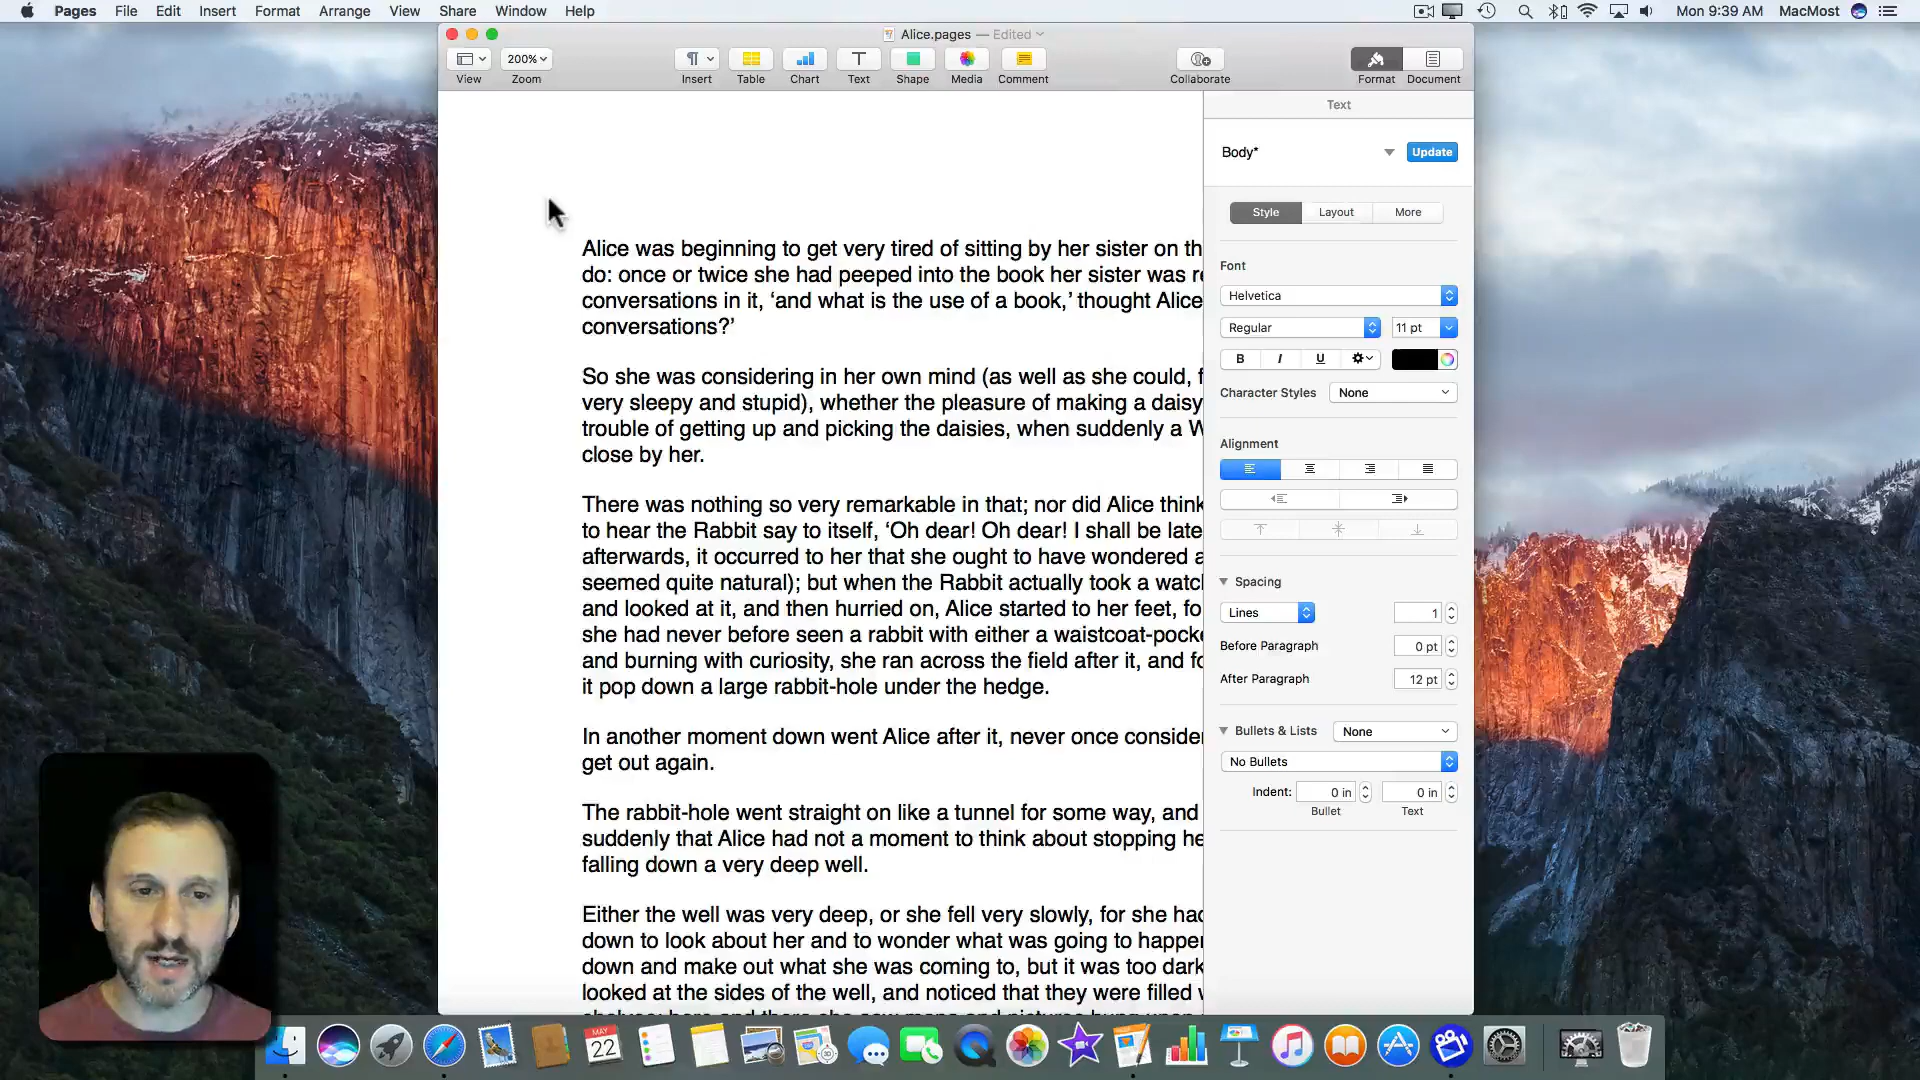 Pages File Edit Insert Format Arrange View Share Window Help
Mon 9:39 AM MacMost
Alice.pages — Edited
200%
View Zoom Insert Table Chart Text Shape Media Comment Collaborate Format Document
Text
Body* Update
Style Layout More
Font
Helvetica
Regular 11 pt
B I U
Character Styles None
Alignment
Spacing
Lines 1
Before Paragraph 0 pt
After Paragraph 12 pt
Bullets & Lists None
No Bullets
Indent: 0 in 0 in
Bullet Text
Alice was beginning to get very tired of sitting by her sister on th
do: once or twice she had peeped into the book her sister was re
conversations in it, ‘and what is the use of a book,’ thought Alice
conversations?’
So she was considering in her own mind (as well as she could, f
very sleepy and stupid), whether the pleasure of making a daisy
trouble of getting up and picking the daisies, when suddenly a W
close by her.
There was nothing so very remarkable in that; nor did Alice think
to hear the Rabbit say to itself, ‘Oh dear! Oh dear! I shall be late
afterwards, it occurred to her that she ought to have wondered a
seemed quite natural); but when the Rabbit actually took a watc
and looked at it, and then hurried on, Alice started to her feet, fo
she had never before seen a rabbit with either a waistcoat-pocke
and burning with curiosity, she ran across the field after it, and fo
it pop down a large rabbit-hole under the hedge.
In another moment down went Alice after it, never once consider
get out again.
The rabbit-hole went straight on like a tunnel for some way, and
suddenly that Alice had not a moment to think about stopping he
falling down a very deep well.
Either the well was very deep, or she fell very slowly, for she had
down to look about her and to wonder what was going to happen
down and make out what she was coming to, but it was too dark
looked at the sides of the well, and noticed that they were filled
MAY
22